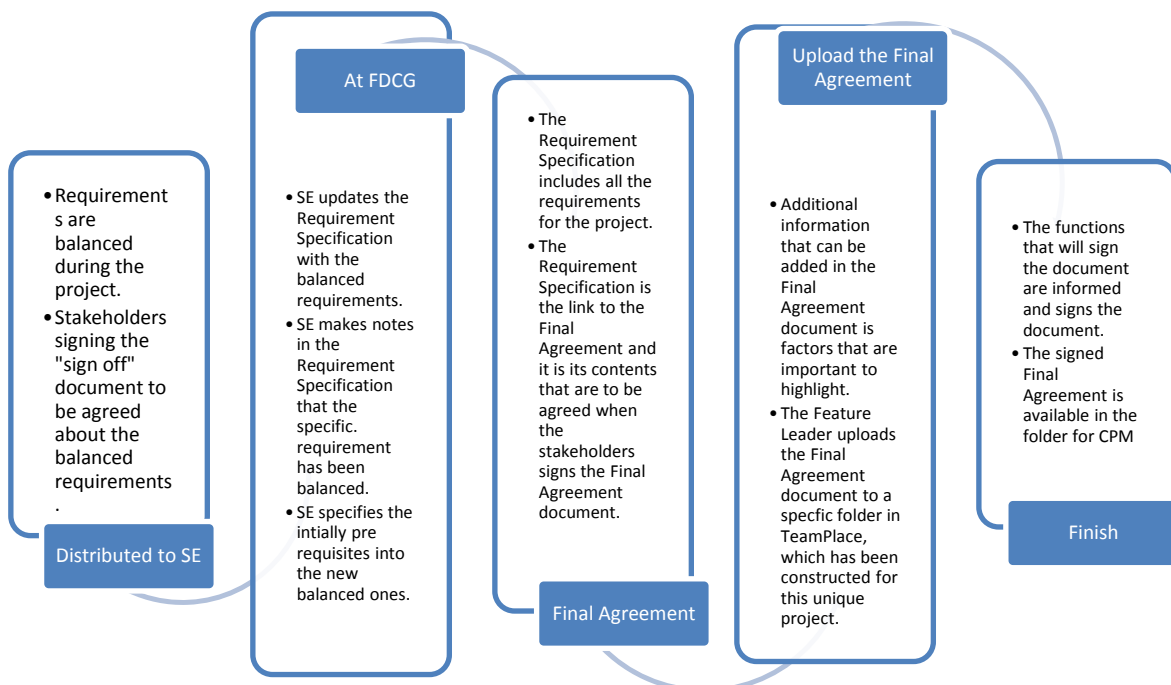 • Requirement
s are
balanced
during the
project.
• Stakeholders
signing the
"sign off"
document to
be agreed
about the
balanced
requirements
.
Distributed to SE
At FDCG
• SE updates the
Requirement
Specification
with the
balanced
requirements.
• SE makes notes
in the
Requirement
Specification
that the
specific.
requirement
has been
balanced.
• SE specifies the
intially pre
requisites into
the new
balanced ones.
• The
Requirement
Specification
includes all the
requirements
for the project.
• The
Requirement
Specification is
the link to the
Final
Agreement and
it is its contents
that are to be
agreed when
the
stakeholders
signs the Final
Agreement
document.
Final Agreement
Upload the Final
Agreement
• Additional
information
that can be
added in the
Final
Agreement
document is
factors that are
important to
highlight.
• The Feature
Leader uploads
the Final
Agreement
document to a
specfic folder in
TeamPlace,
which has been
constructed for
this unique
project.
• The functions
that will sign
the document
are informed
and signs the
document.
• The signed
Final
Agreement is
available in the
folder for CPM
Finish